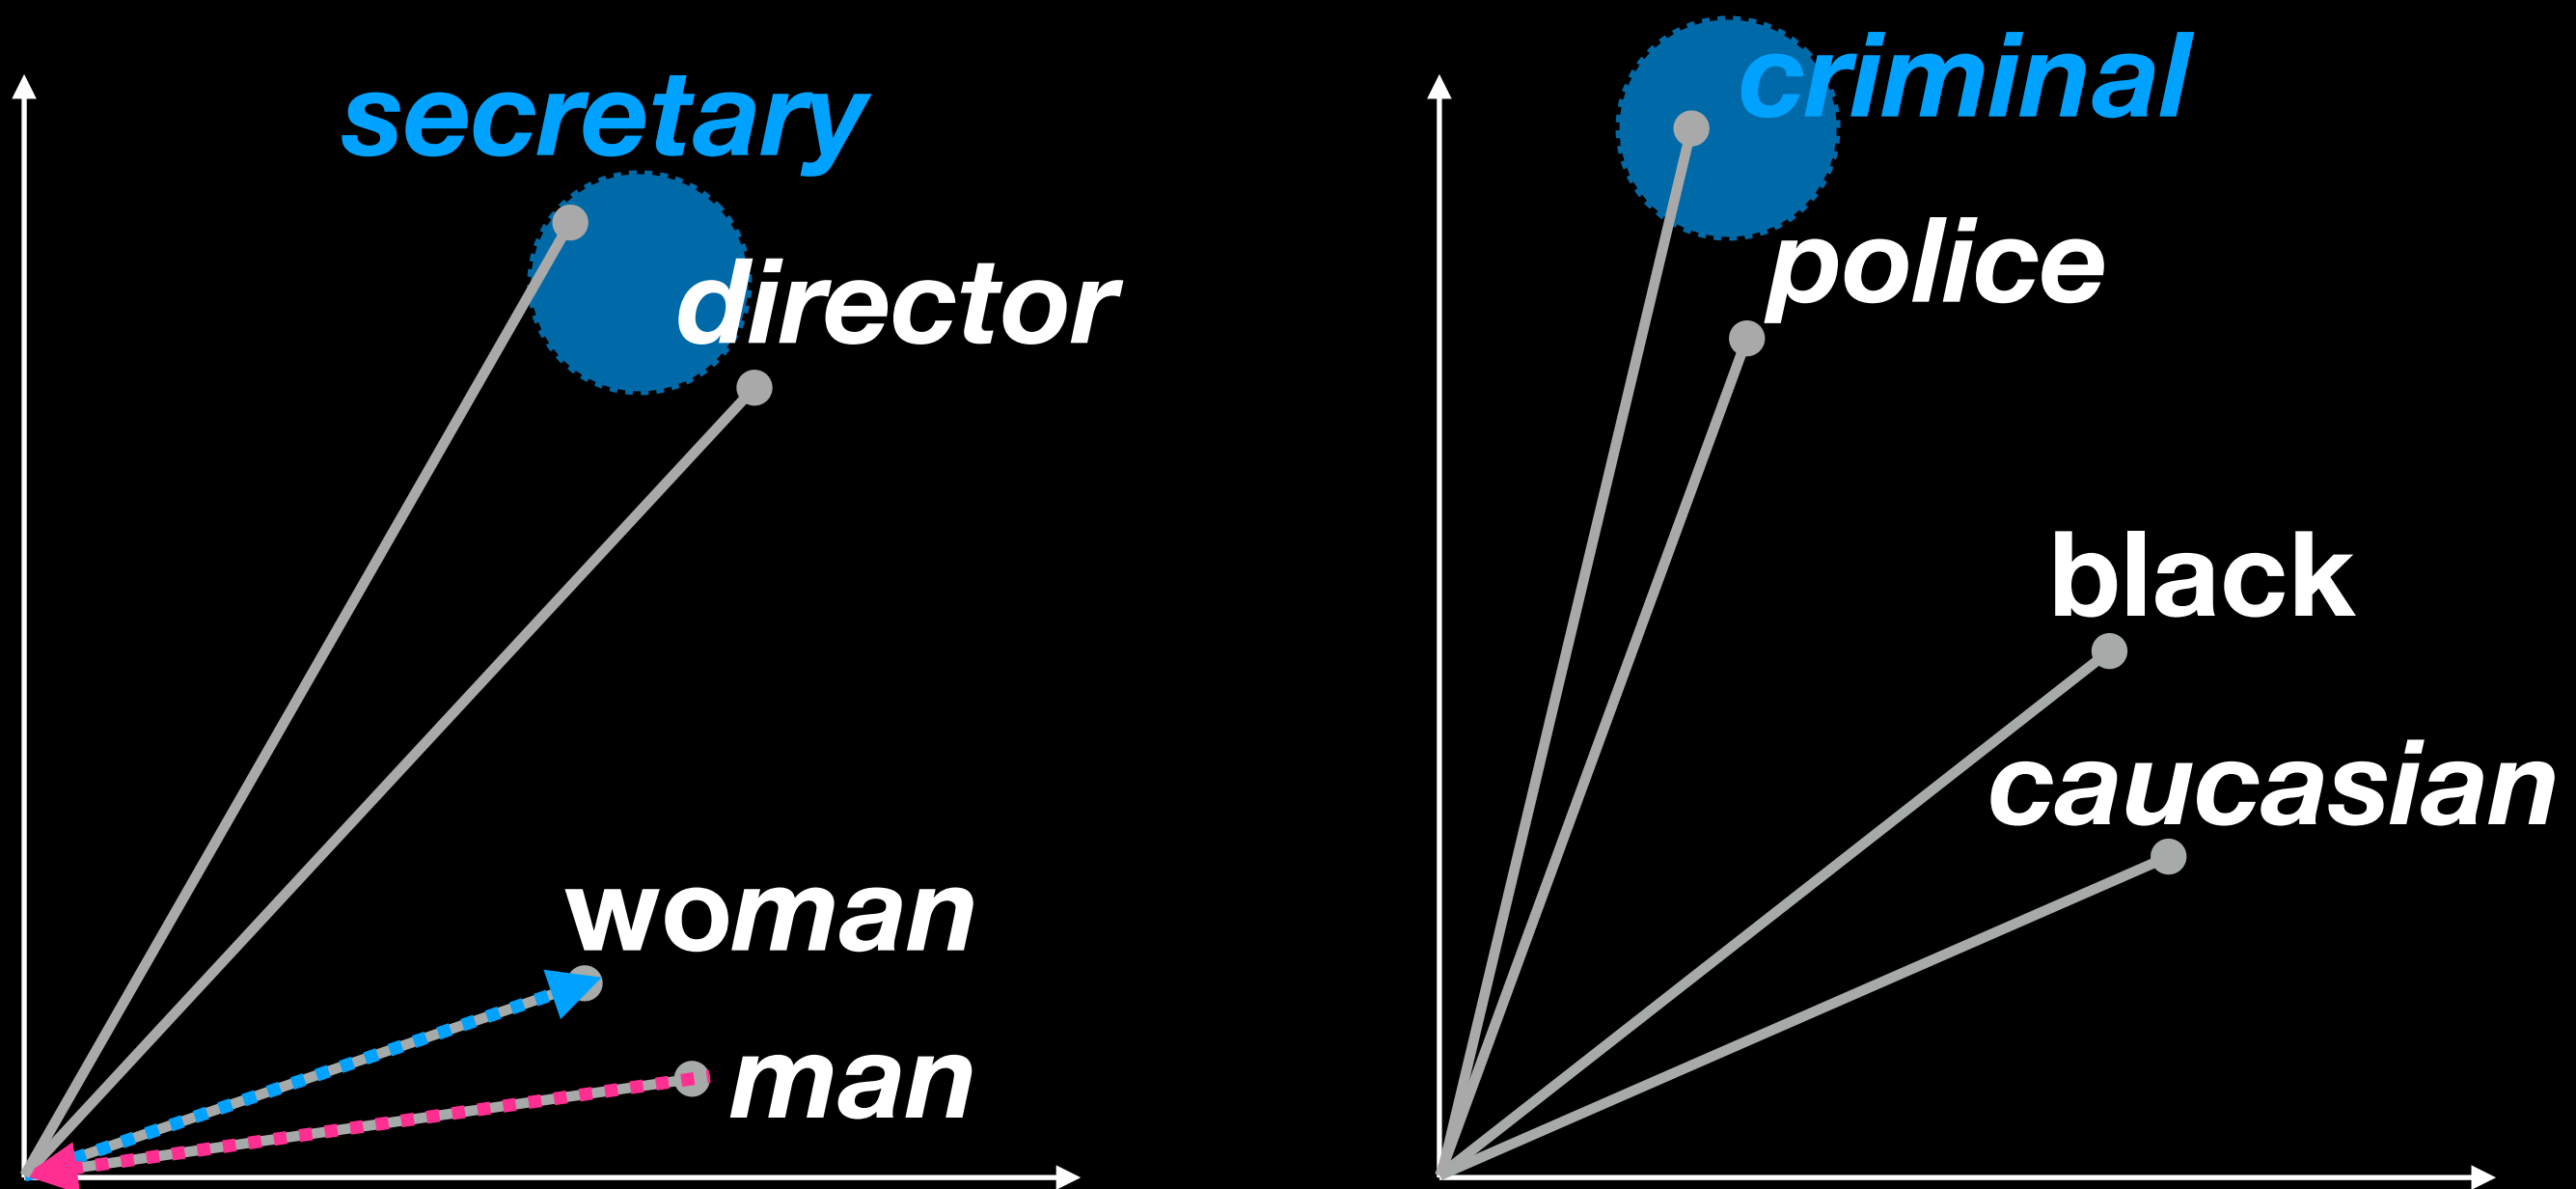 secretary
director
woman
man
criminal
police
black
caucasian